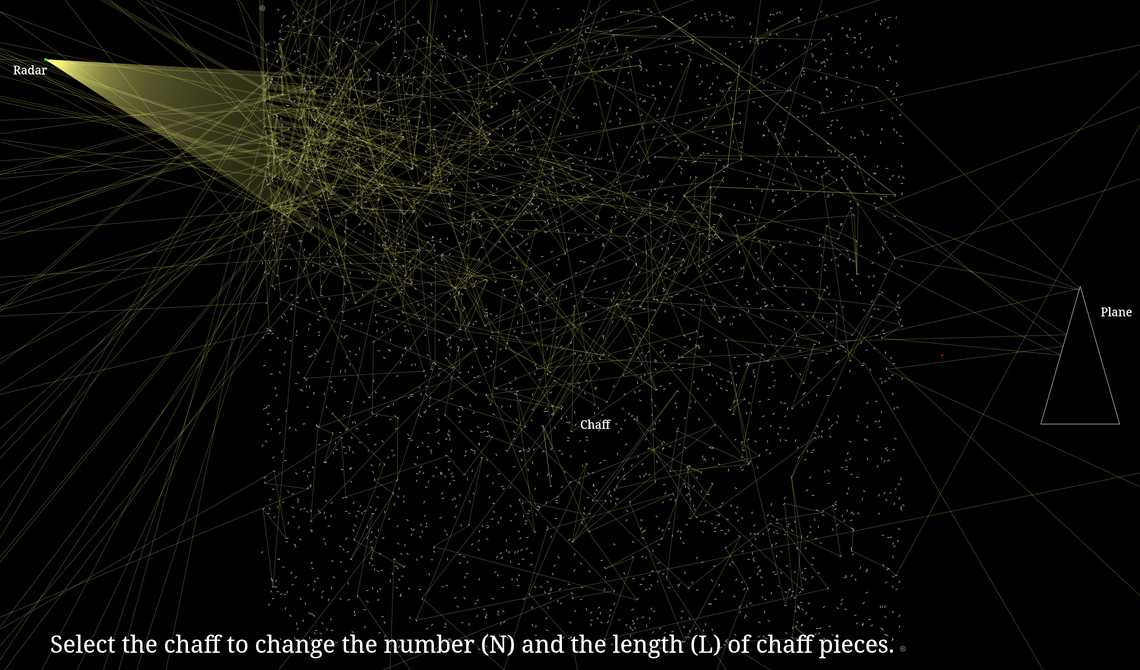 Radar
Plane
Chaff
Select the chaff to change the number (N) and the length (L) of chaff pieces.